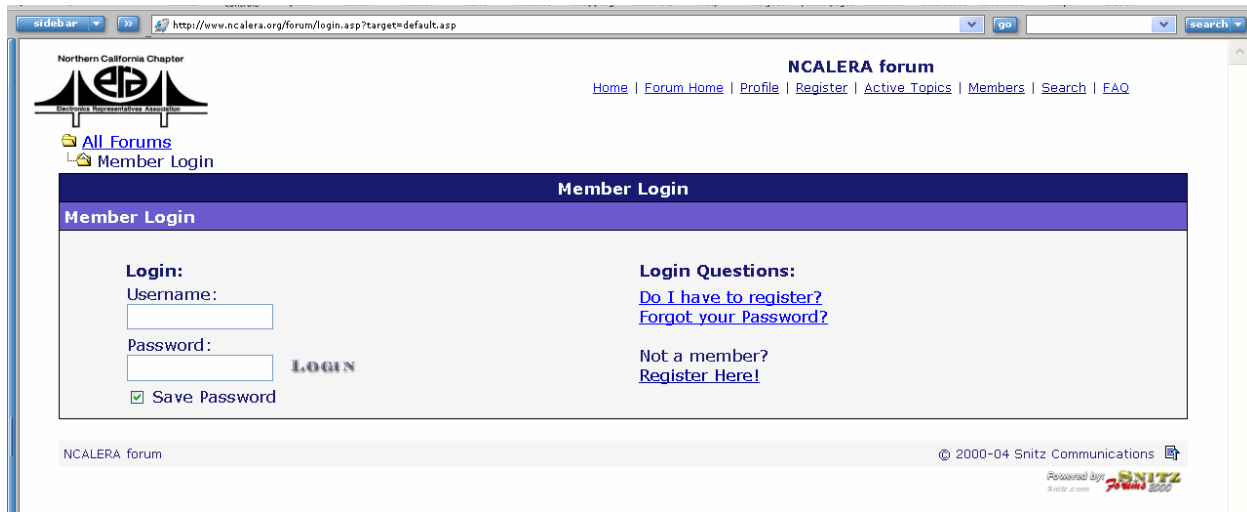 sidebar
http://www.ncalera.org/forum/login.asp?target=default.asp
go
search
Northern California Chapter
era
Electronics Representatives Association
NCALERA forum
Home | Forum Home | Profile | Register | Active Topics | Members | Search | FAQ
All Forums
Member Login
Member Login
Member Login
Login:
Username:
Password:
LOGIN
Save Password
Login Questions:
Do I have to register?
Forgot your Password?
Not a member?
Register Here!
NCALERA forum
© 2000-04 Snitz Communications
Powered by:
Snitz.com
SNITZ
Forums 2000